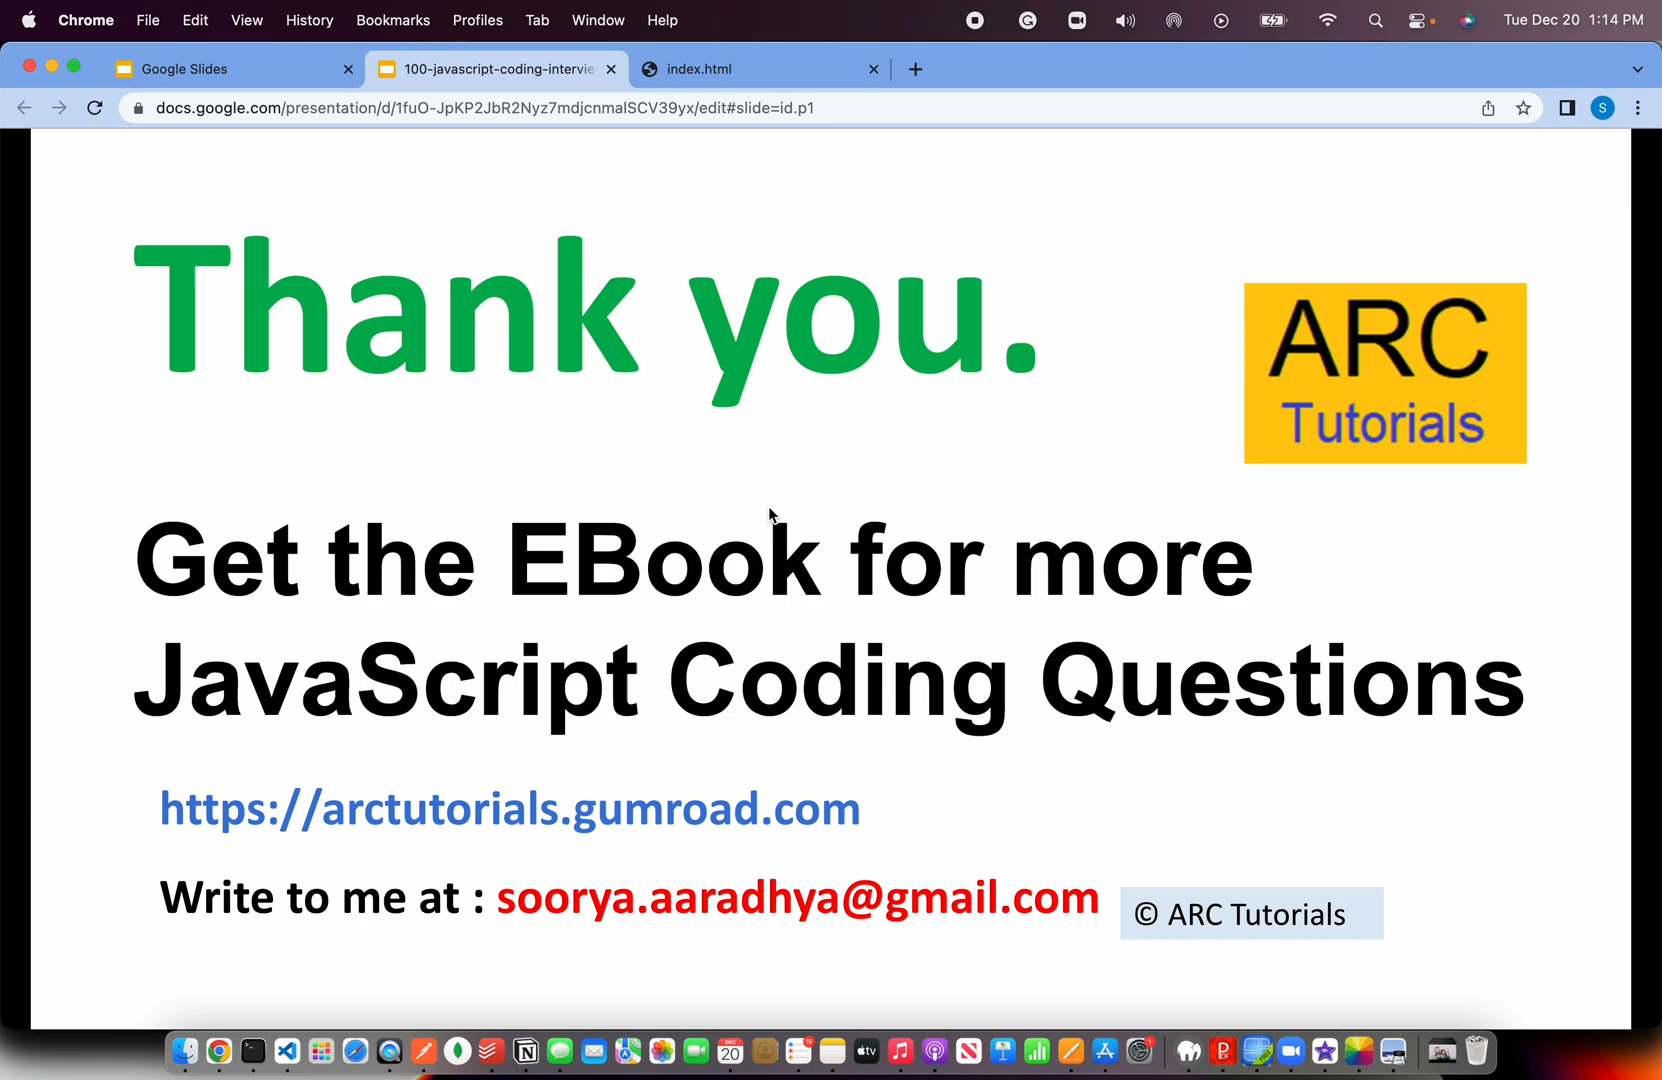 Chrome File Edit View History Bookmarks Profiles Tab Window Help Tue Dec 20 1:14 PM
Google Slides 100-javascript-coding-intervie index.html
docs.google.com/presentation/d/1fuO-JpKP2JbR2Nyz7mdjcnmalSCV39yx/edit#slide=id.p1 S
Thank you.
ARC
Tutorials
Get the EBook for more
JavaScript Coding Questions
https://arctutorials.gumroad.com
Write to me at : soorya.aaradhya@gmail.com
© ARC Tutorials
DEC
20